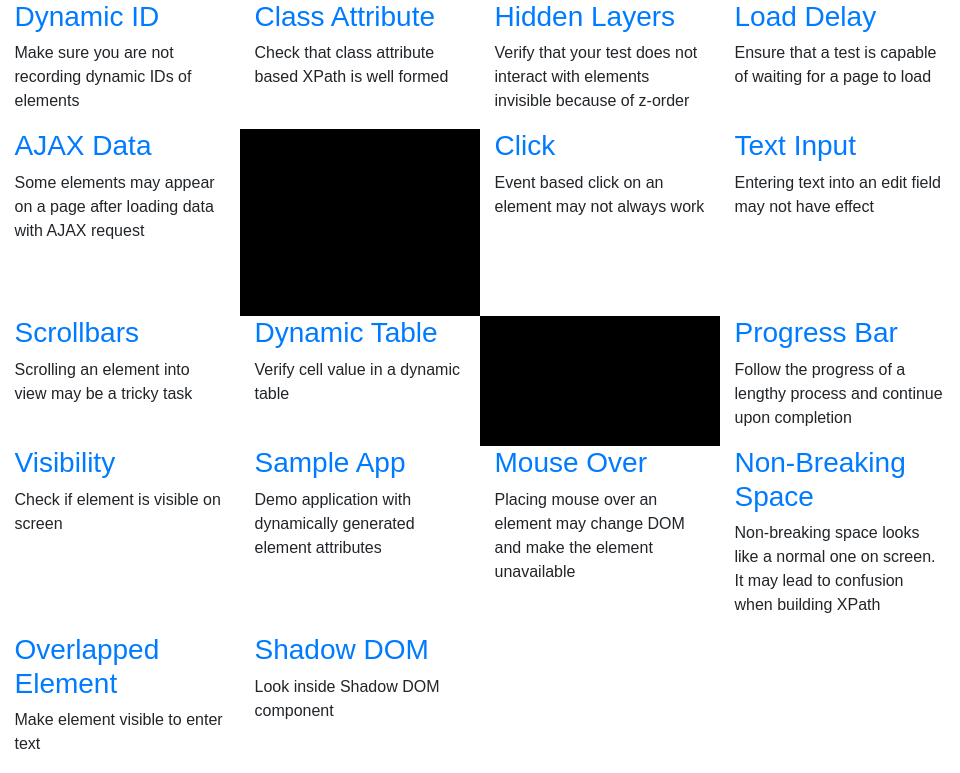 Dynamic ID
Make sure you are not
recording dynamic IDs of
elements
Class Attribute
Check that class attribute
based XPath is well formed
Hidden Layers
Verify that your test does not
interact with elements
invisible because of z-order
Load Delay
Ensure that a test is capable
of waiting for a page to load
AJAX Data
Some elements may appear
on a page after loading data
with AJAX request
Click
Event based click on an
element may not always work
Text Input
Entering text into an edit field
may not have effect
Scrollbars
Scrolling an element into
view may be a tricky task
Dynamic Table
Verify cell value in a dynamic
table
Progress Bar
Follow the progress of a
lengthy process and continue
upon completion
Visibility
Check if element is visible on
screen
Sample App
Demo application with
dynamically generated
element attributes
Mouse Over
Placing mouse over an
element may change DOM
and make the element
unavailable
Non-Breaking
Space
Non-breaking space looks
like a normal one on screen.
It may lead to confusion
when building XPath
Overlapped
Element
Make element visible to enter
text
Shadow DOM
Look inside Shadow DOM
component